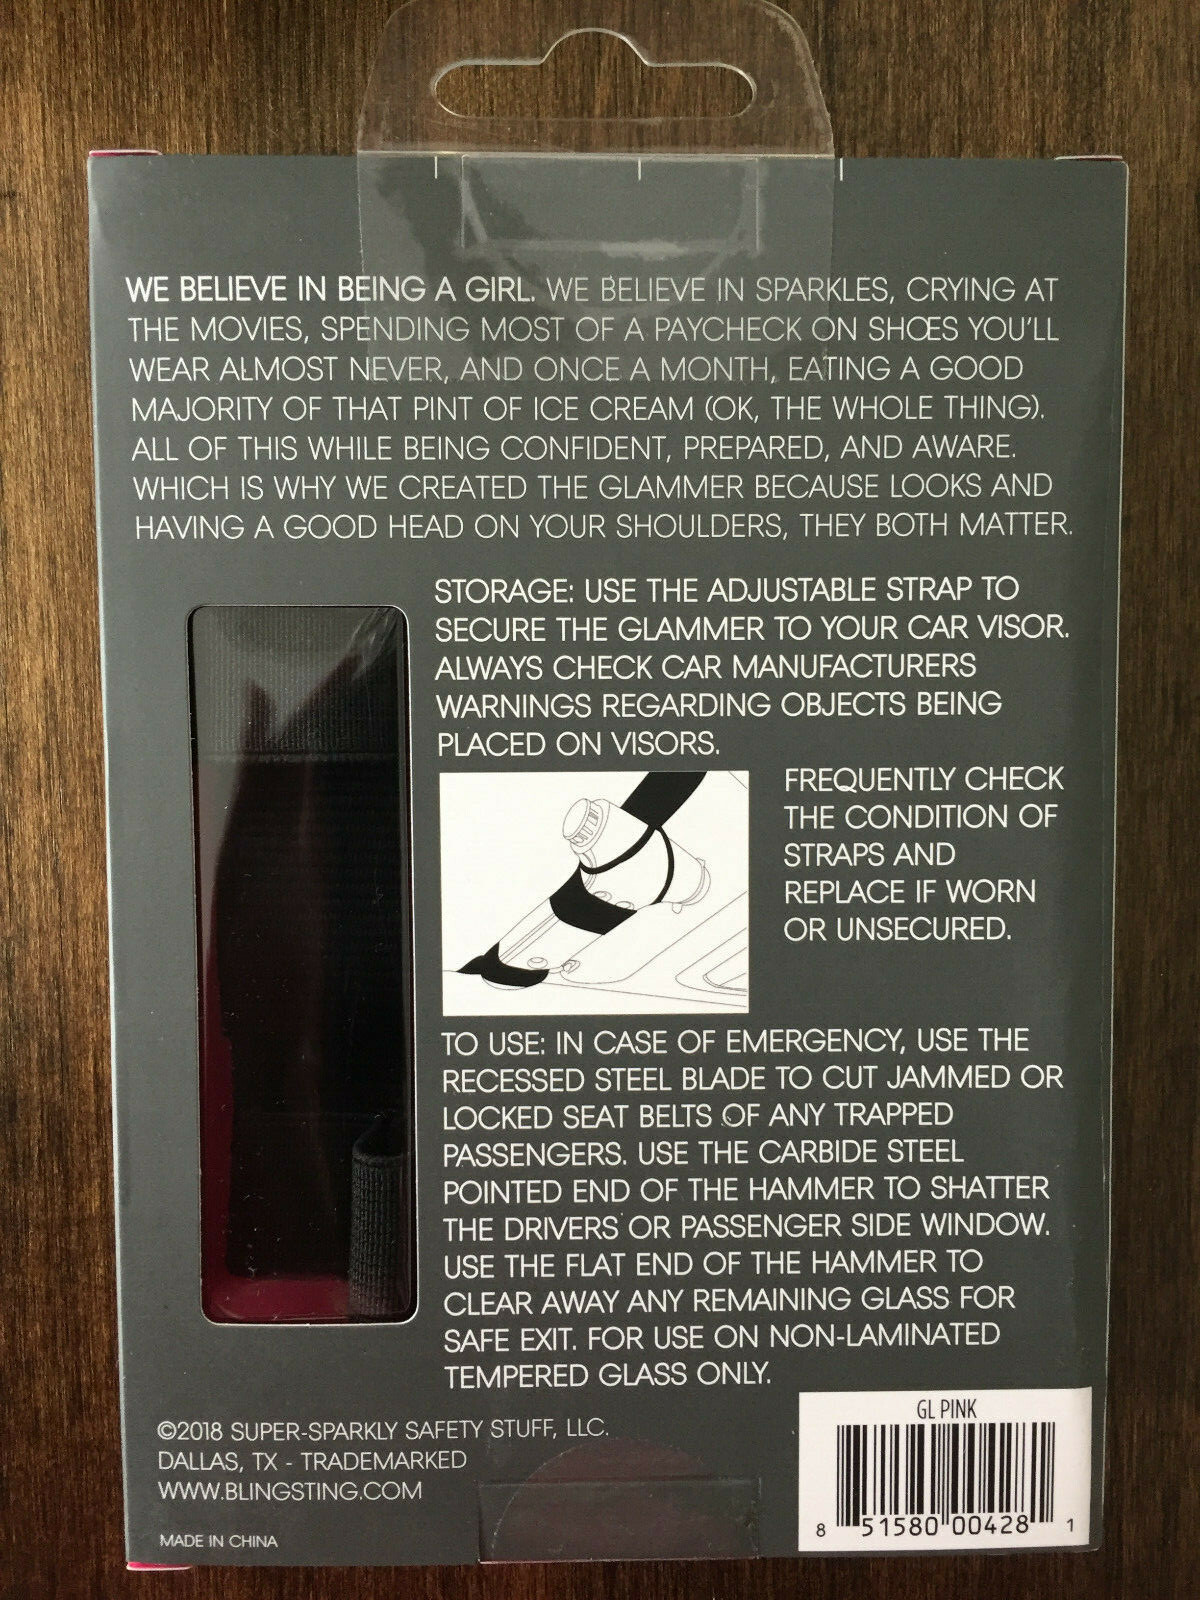 WE BELIEVE IN BEING A GIRL. WE BELIEVE IN SPARKLES, CRYING AT
THE MOVIES, SPENDING MOST OF A PAYCHECK ON SHOES YOU'LL
WEAR ALMOST NEVER, AND ONCE A MONTH, EATING A GOOD
MAJORITY OF THAT PINT OF ICE CREAM (OK, THE WHOLE THING).
ALL OF THIS WHILE BEING CONFIDENT, PREPARED, AND AWARE.
WHICH IS WHY WE CREATED THE GLAMMER BECAUSE LOOKS AND
HAVING A GOOD HEAD ON YOUR SHOULDERS, THEY BOTH MATTER.
STORAGE: USE THE ADJUSTABLE STRAP TO
SECURE THE GLAMMER TO YOUR CAR VISOR.
ALWAYS CHECK CAR MANUFACTURERS
WARNINGS REGARDING OBJECTS BEING
PLACED ON VISORS.
FREQUENTLY CHECK
THE CONDITION OF
STRAPS AND
REPLACE IF WORN
OR UNSECURED.
TO USE: IN CASE OF EMERGENCY, USE THE
RECESSED STEEL BLADE TO CUT JAMMED OR
LOCKED SEAT BELTS OF ANY TRAPPED
PASSENGERS. USE THE CARBIDE STEEL
POINTED END OF THE HAMMER TO SHATTER
THE DRIVERS OR PASSENGER SIDE WINDOW.
USE THE FLAT END OF THE HAMMER TO
CLEAR AWAY ANY REMAINING GLASS FOR
SAFE EXIT. FOR USE ON NON-LAMINATED
TEMPERED GLASS ONLY.
©2018 SUPER-SPARKLY SAFETY STUFF, LLC.
DALLAS, TX - TRADEMARKED
WWW.BLINGSTING.COM
MADE IN CHINA
GL PINK
8 51580 00428 1